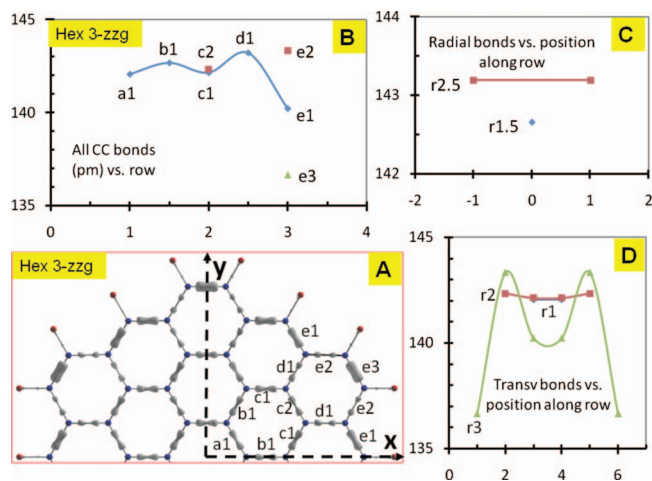 145
Hex 3-zzg
B
b1
c2
d1
e2
a1
c1
e1
140
All CC bonds
(pm) vs. row
e3
135
0 1 2 3 4
144
C
Radial bonds vs. position
along row
r2.5
143
r1.5
142
-2 -1 0 1 2
Hex 3-zzg
y
A
e1
d1
e2
e3
c1
b1
c2
d1
e2
a1
b1
c1
e1
x
145
D
r2
r1
140
Transv bonds vs.
position along row
r3
135
0 2 4 6